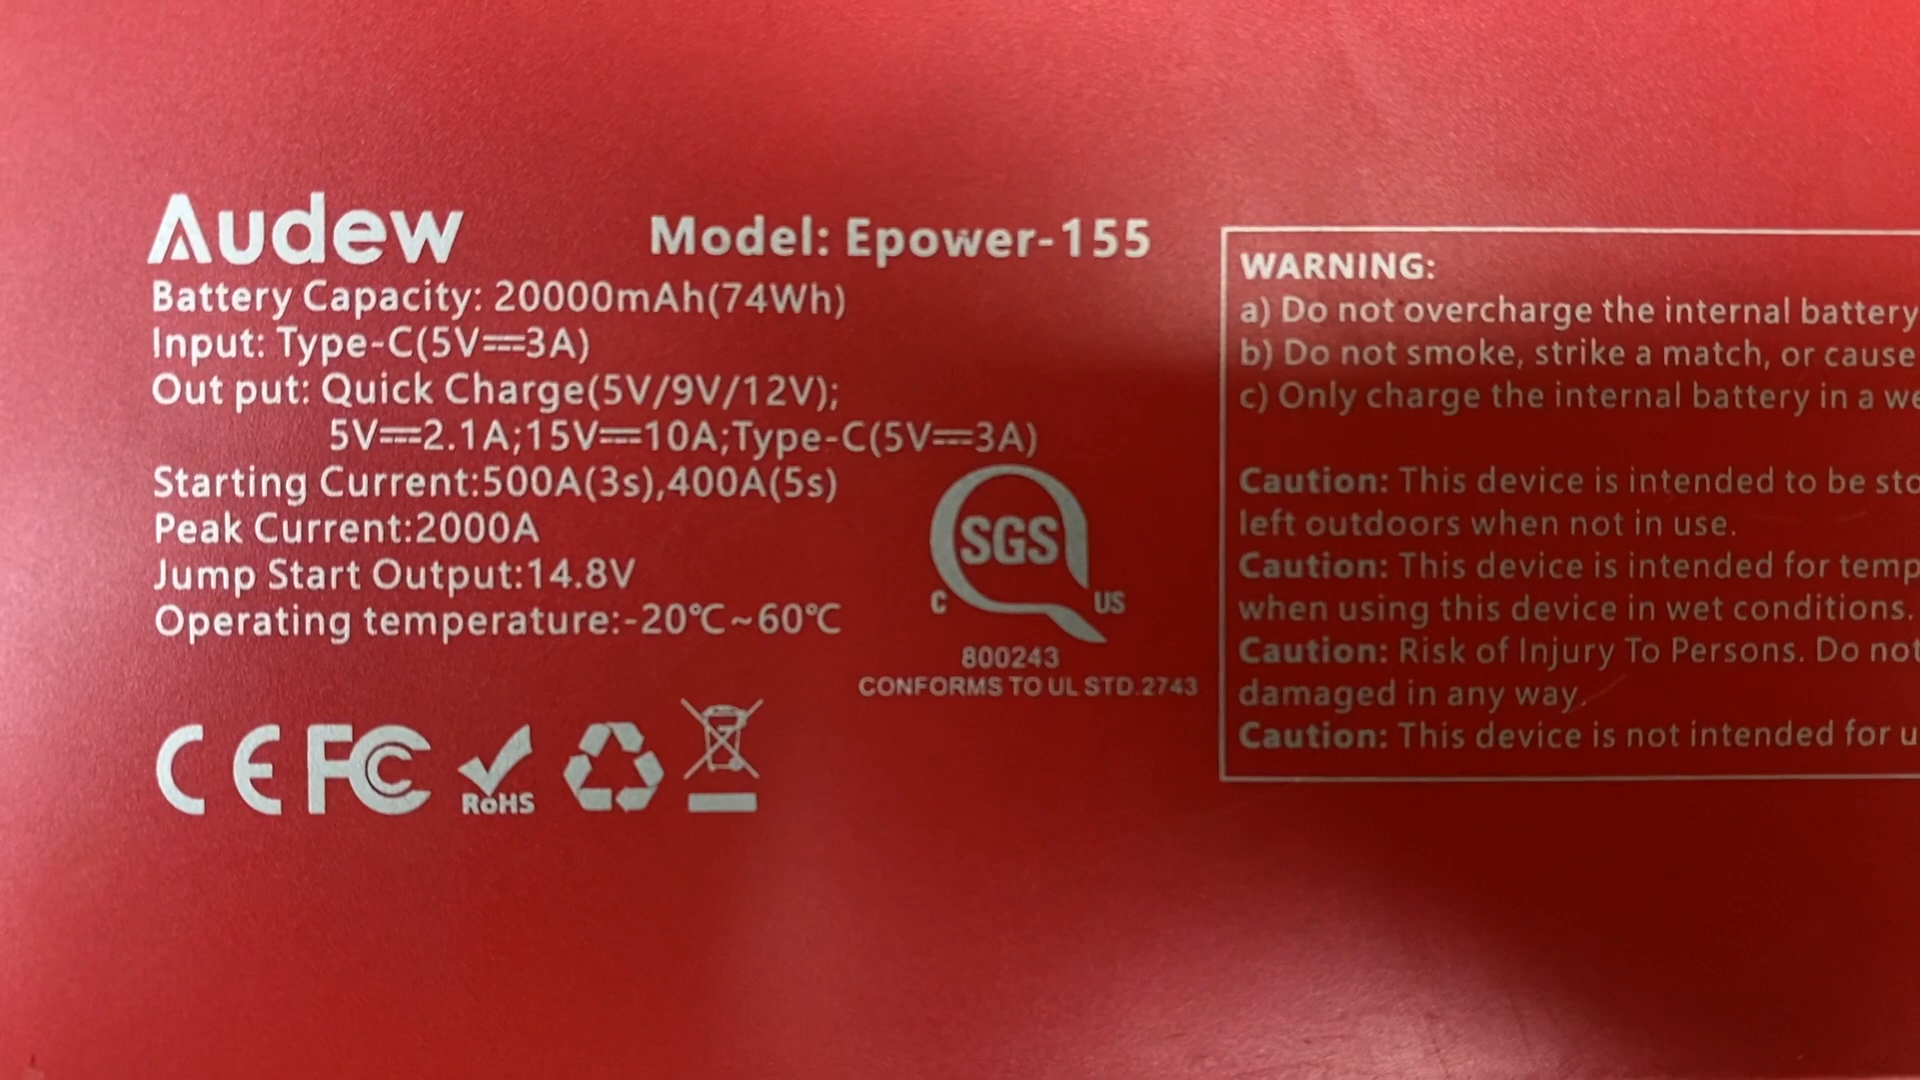 Audew
Model: Epower-155
Battery Capacity: 20000mAh(74Wh)
Input: Type-C(5V⎓3A)
Out put: Quick Charge(5V/9V/12V);
5V⎓2.1A;15V⎓10A;Type-C(5V⎓3A)
Starting Current:500A(3s),400A(5s)
Peak Current:2000A
Jump Start Output:14.8V
Operating temperature:-20℃~60℃
SGS
C US
800243
CONFORMS TO UL STD.2743
CE FC RoHS
WARNING:
a) Do not overcharge the internal battery
b) Do not smoke, strike a match, or cause
c) Only charge the internal battery in a we
Caution: This device is intended to be sto
left outdoors when not in use.
Caution: This device is intended for temp
when using this device in wet conditions.
Caution: Risk of Injury To Persons. Do not
damaged in any way.
Caution: This device is not intended for u